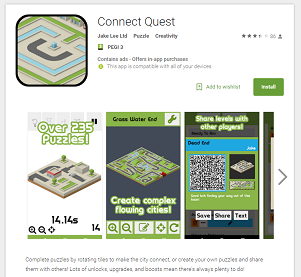 Connect Quest
Jake Lee Ltd Puzzle Creativity
PEGI 3
Contains ads · Offers in-app purchases
This app is compatible with all of your devices.
Add to wishlist
Install
Over 235
Puzzles!
14.14s
14
Grass Water End
Create complex
flowing cities!
Share levels with
other players!
Dead End
Jake
Save
Share
Text
Complete puzzles by rotating tiles to make the city connect, or create your own puzzles and share
them with others! Lots of unlocks, upgrades, and boosts mean there's always plenty to do!